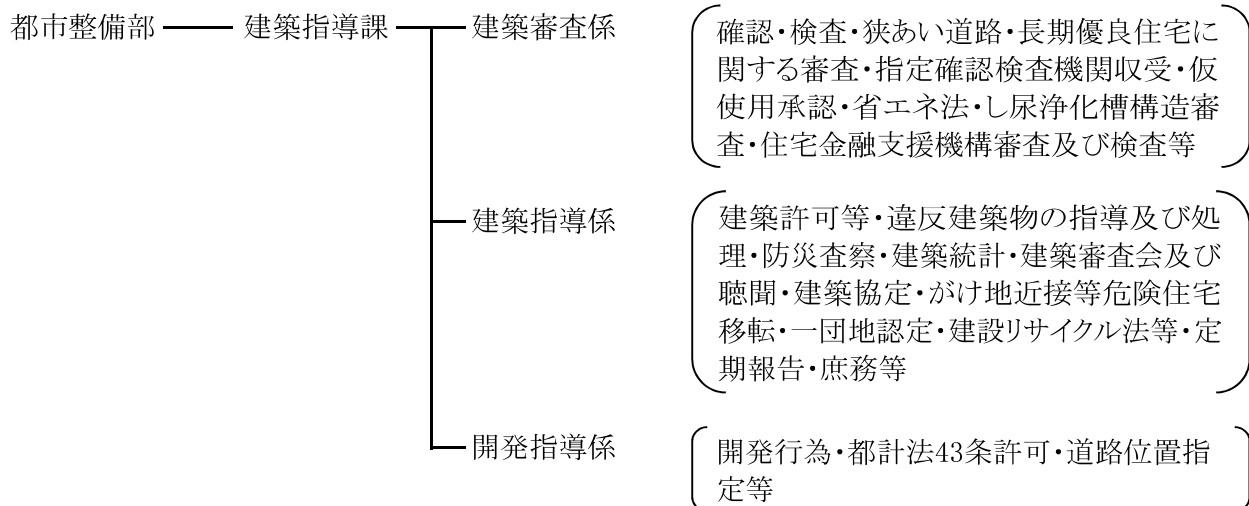 都市整備部 建築指導課 建築審査係
確認・検査・狭あい道路・長期優良住宅に
関する審査・指定確認検査機関収受・仮
使用承認・省エネ法・し尿浄化槽構造審
査・住宅金融支援機構審査及び検査等
建築指導係
建築許可等・違反建築物の指導及び処
理・防災査察・建築統計・建築審査会及び
聴聞・建築協定・がけ地近接等危険住宅
移転・一団地認定・建設リサイクル法等・定
期報告・庶務等
開発指導係
開発行為・都計法43条許可・道路位置指
定等